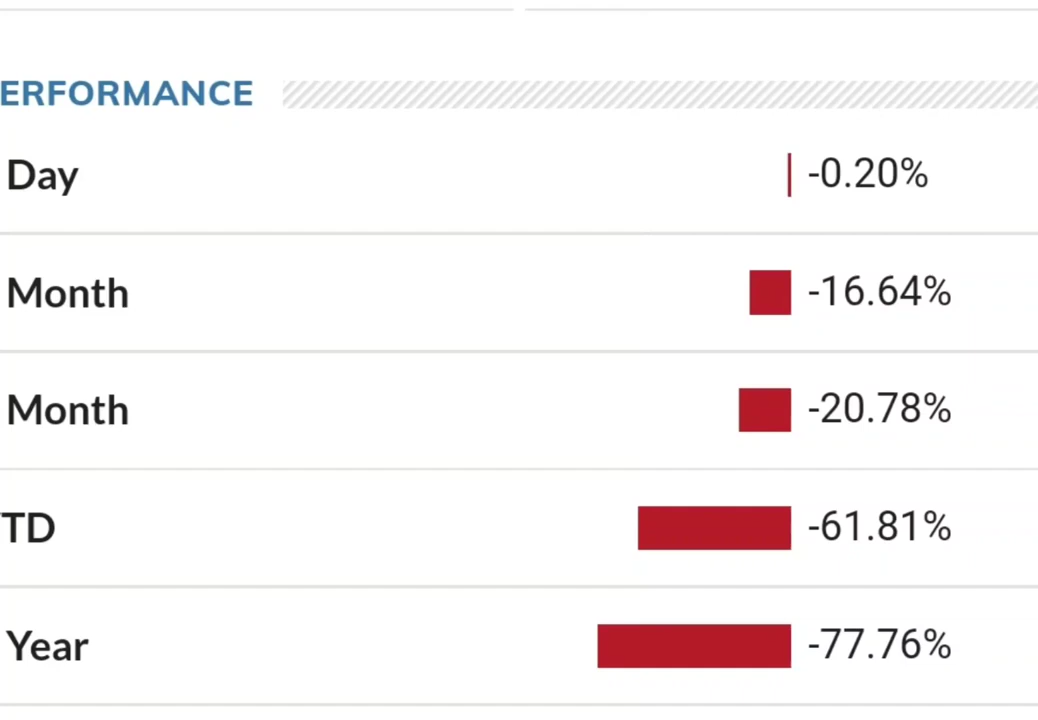 ERFORMANCE
Day -0.20%
Month -16.64%
Month -20.78%
TD -61.81%
Year -77.76%